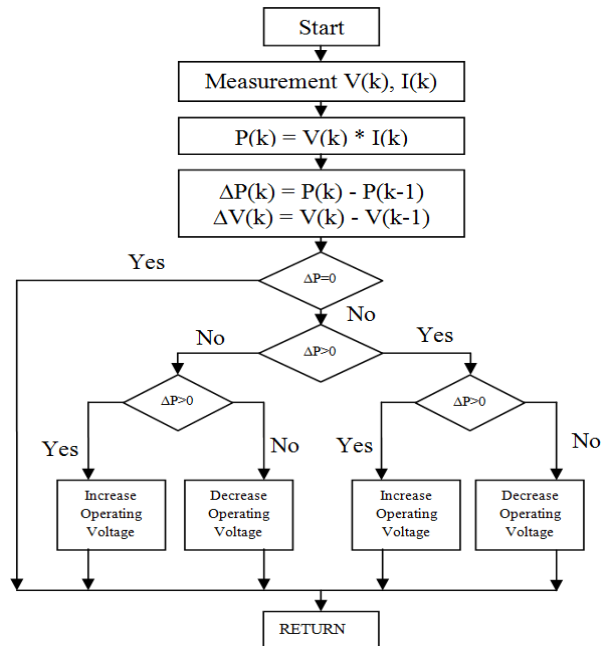 Start
Measurement V(k), I(k)
P(k) = V(k) * I(k)
ΔP(k) = P(k) - P(k-1)
ΔV(k) = V(k) - V(k-1)
Yes
ΔP=0
No
No
ΔP>0
Yes
ΔP>0
ΔP>0
Yes
No
Yes
No
Increase
Operating
Voltage
Decrease
Operating
Voltage
Increase
Operating
Voltage
Decrease
Operating
Voltage
RETURN